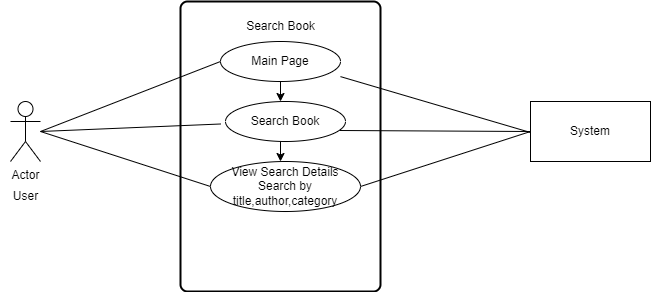 Search Book
Main Page
Search Book
System
View Search Details
Search by
title,author,category
Actor
User